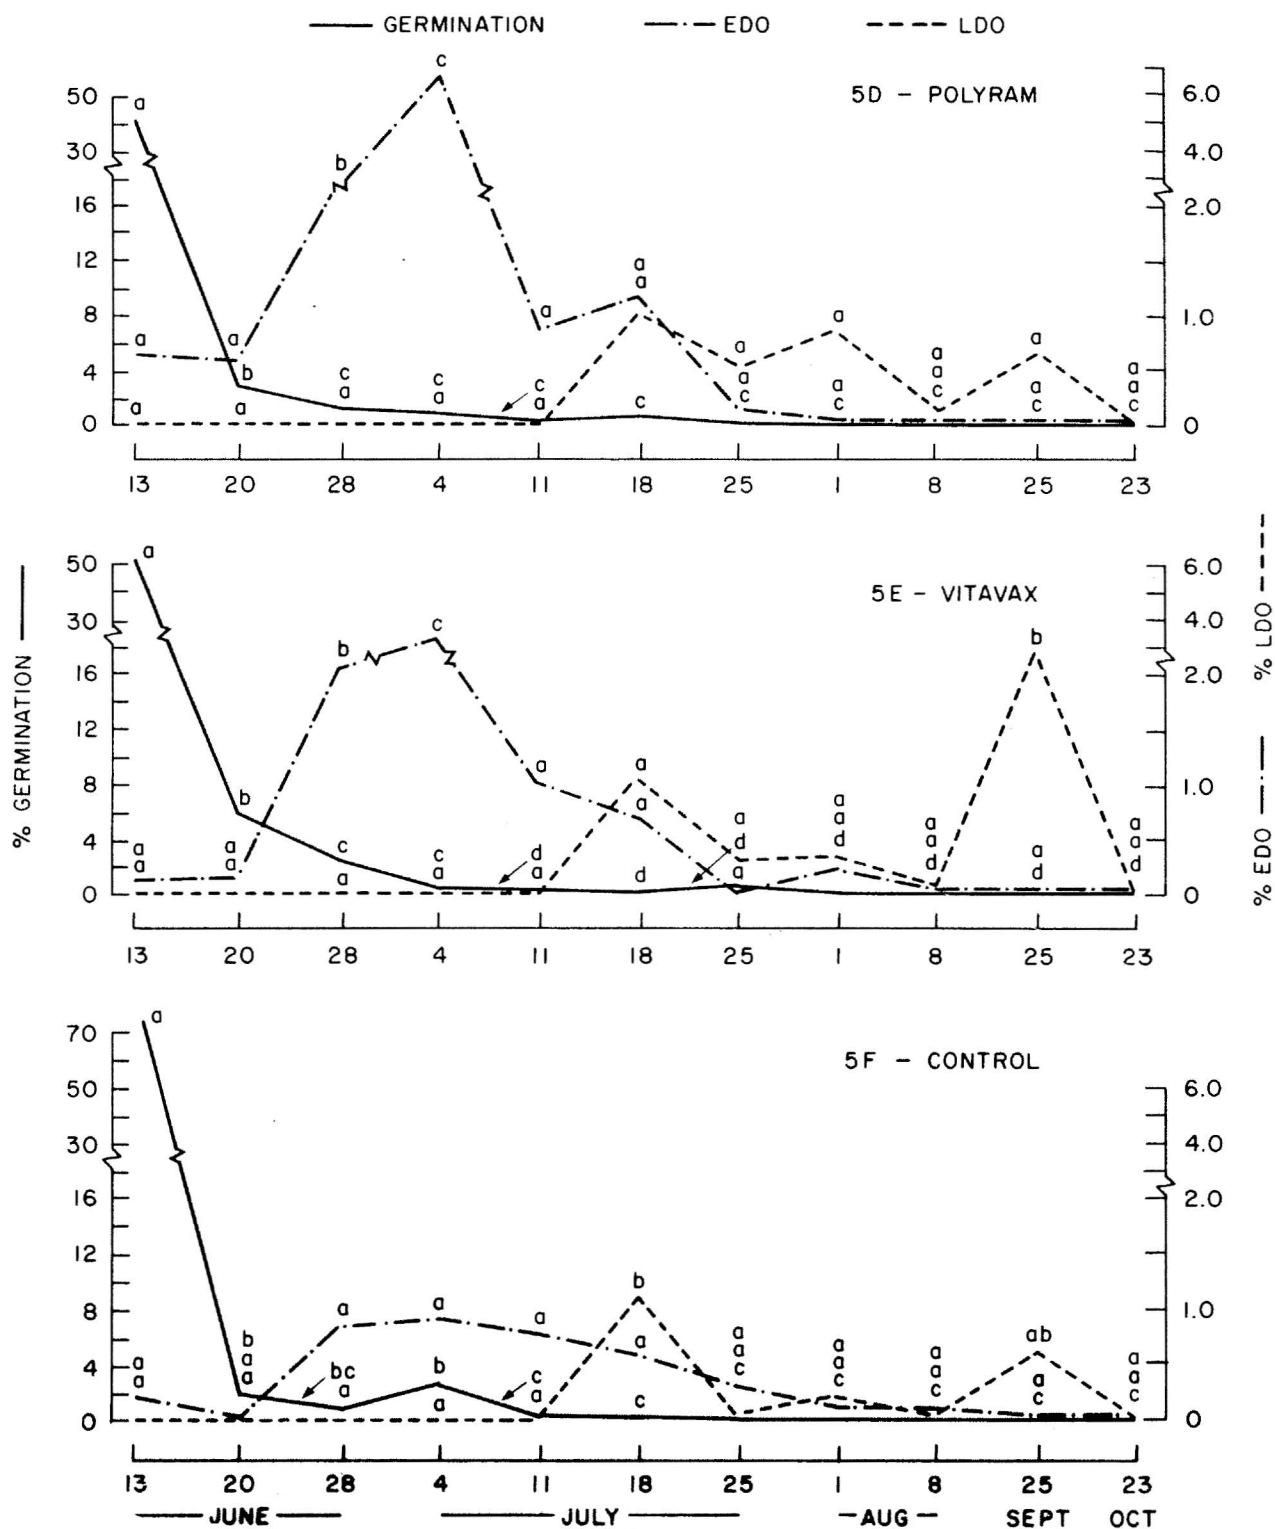 GERMINATION EDO LDO
5D - POLYRAM
50
30
16
12
8
4
0
6.0
4.0
2.0
1.0
0
a c
b
a a
a a
a a a
a a
a a a a
b c c c c c c c c c
a a a a a
13 20 28 4 11 18 25 1 8 25 23
5E - VITAVAX
50
30
16
12
8
4
0
6.0
4.0
2.0
1.0
0
a
b c b
a a
b a a a
a a a a a
a a c c d d d d d a d
a a a a a d a d
13 20 28 4 11 18 25 1 8 25 23
5F - CONTROL
70
50
30
16
12
8
4
0
6.0
4.0
2.0
1.0
0
a
b
a a a
b a a a ab
a a bc b c a a a a a a
a a a a a c c c c c c
a
13 20 28 4 11 18 25 1 8 25 23
JUNE JULY AUG SEPT OCT
% GERMINATION
% EDO
% LDO